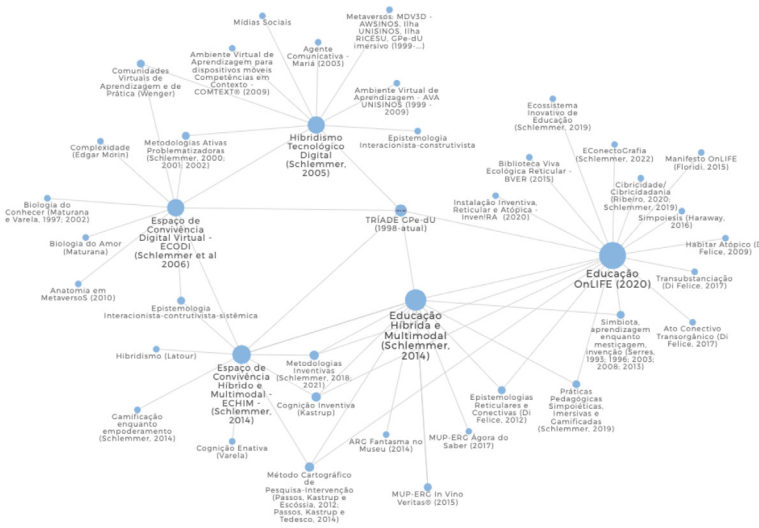 Mídias Sociais
Metaversos: MDV3D -
AWSINOS, Ilha
UNISINOS, Ilha
RICESU, GPe-dU
imersivo (1999-...)
Agente
Comunicativa -
Mariá (2003)
Ambiente Virtual de
Aprendizagem para
dispositivos móveis
Competências em
Contexto -
COMTEXT® (2009)
Comunidades
Virtuais de
Aprendizagem e de
Prática (Wenger)
Ambiente Virtual de
Aprendizagem - AVA
UNISINOS (1999 -
2009)
Ecossistema
Inovativo de
Educação
(Schlemmer, 2019)
Hibridismo
Tecnológico
Digital
(Schlemmer,
2005)
Epistemologia
Interacionista-construtivista
Metodologias Ativas
Problematizadoras
(Schlemmer, 2000;
2001; 2002)
Complexidade
(Edgar Morin)
EConectoGrafia
(Schlemmer, 2022)
Manifesto OnLIFE
(Floridi, 2015)
Biblioteca Viva
Ecológica Reticular -
BVER (2015)
Cibricidade/
Cibricidadania
(Ribeiro, 2020;
Schlemmer, 2019)
Instalação Inventiva,
Reticular e Atópica -
Inven!RA (2020)
Simpoiesis (Haraway,
2016)
Biologia do
Conhecer (Maturana
e Varela, 1997; 2002)
Espaço de
Convivência
Digital Virtual -
ECODI
(Schlemmer et al
2006)
TRÍADE GPe-dU
(1998-atual)
Biologia do Amor
(Maturana)
Habitar Atópico (Di
Felice, 2009)
Educação
OnLIFE (2020)
Transubstanciação
(Di Felice, 2017)
Anatomia em
MetaversoS (2010)
Epistemologia
Interacionista-contrutivista-sistêmica
Educação
Híbrida e
Multimodal
(Schlemmer,
2014)
Simbiota,
aprendizagem
enquanto
mestiçagem,
invenção (Serres,
1993; 1996; 2003;
2008; 2013)
Ato Conectivo
Transorgânico (Di
Felice, 2017)
Hibridismo (Latour)
Espaço de
Convivência
Híbrido e
Multimodal -
ECHIM -
(Schlemmer,
2014)
Metodologias
Inventivas
(Schlemmer, 2018;
2021)
Cognição Inventiva
(Kastrup)
Epistemologias
Reticulares e
Conectivas (Di
Felice, 2012)
Práticas
Pedagógicas
Simpoiéticas,
Imersivas e
Gamificadas
(Schlemmer, 2019)
Gamificação
enquanto
empoderamento
(Schlemmer, 2014)
Cognição Enativa
(Varela)
ARG Fantasma no
Museu (2014)
MUP-ERG Ágora do
Saber (2017)
Método Cartográfico
de
Pesquisa-Intervenção
(Passos, Kastrup e
Escóssia, 2012;
Passos, Kastrup e
Tedesco, 2014)
MUP-ERG In Vino
Veritas® (2015)